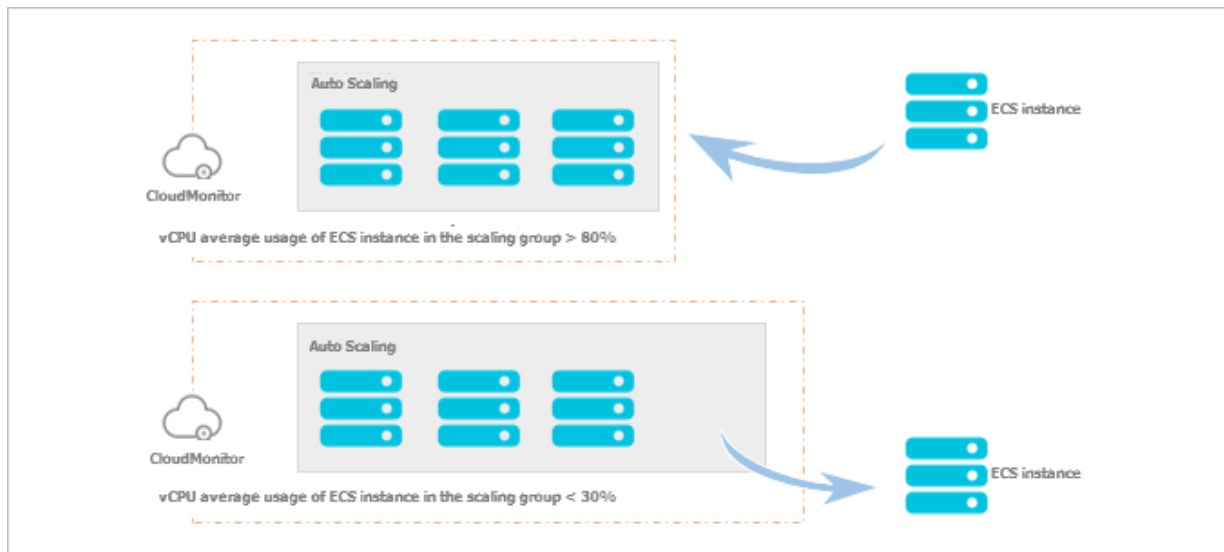 Auto Scaling
ECS instance
CloudMonitor
vCPU average usage of ECS instance in the scaling group > 80%
Auto Scaling
CloudMonitor
ECS instance
vCPU average usage of ECS instance in the scaling group < 30%